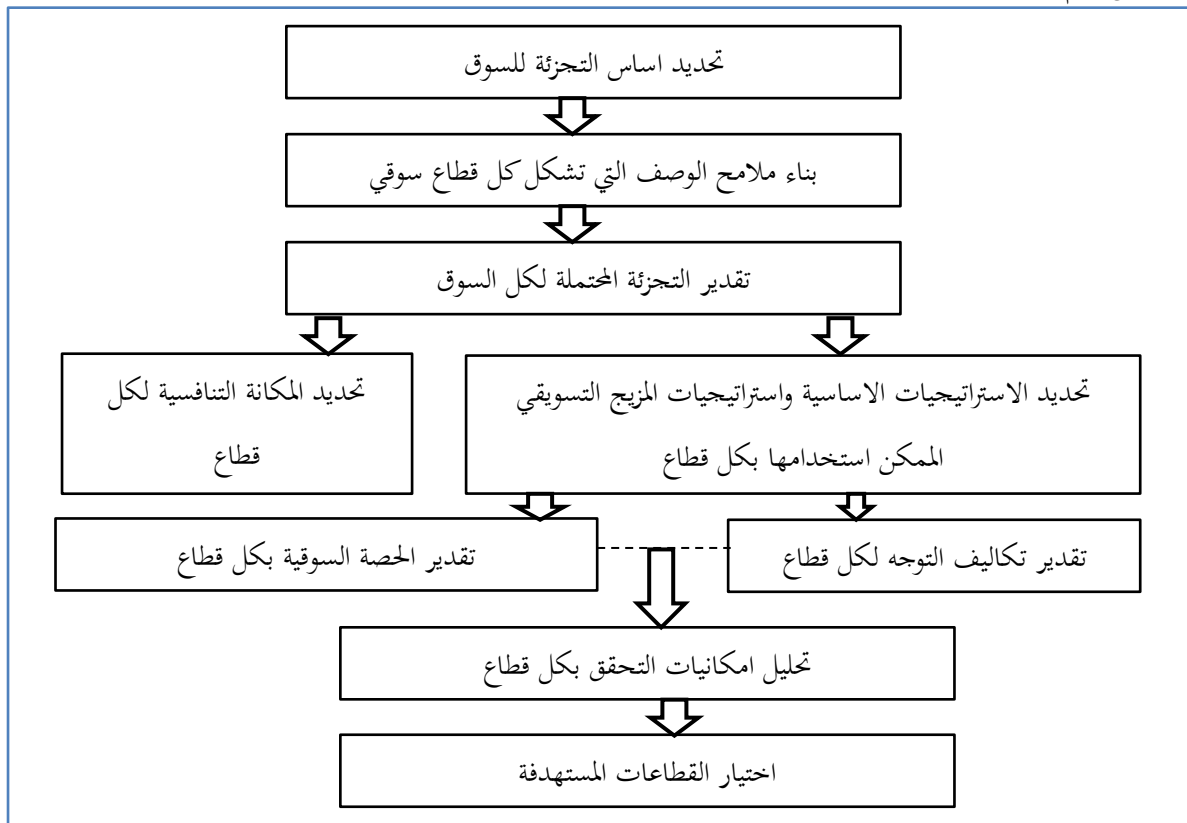 تحديد اساس التجزئة للسوق
بناء ملامح الوصف التي تشكل كل قطاع سوقي
تقدير التجزئة المحتملة لكل السوق
تحديد الاستراتيجيات الاساسية واستراتيجيات المزيج التسويقي
الممكن استخدامها بكل قطاع
تحديد المكانة التنافسية لكل
قطاع
تقدير تكاليف التوجه لكل قطاع
تقدير الحصة السوقية بكل قطاع
تحليل امكانيات التحقق بكل قطاع
اختيار القطاعات المستهدفة